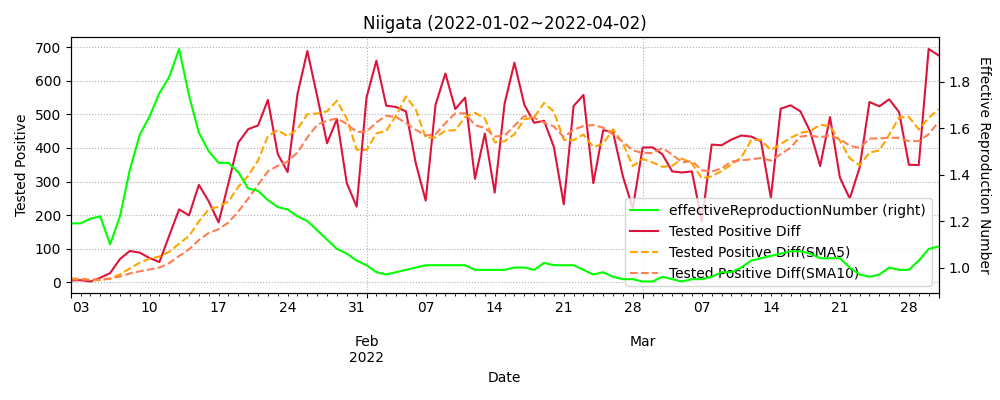 Niigata (2022-01-02~2022-04-02)
Tested Positive
700
600
500
400
300
200
100
0
1.8
1.6
1.4
1.2
1.0
Effective Reproduction Number
effectiveReproductionNumber (right)
Tested Positive Diff
Tested Positive Diff(SMA5)
Tested Positive Diff(SMA10)
03 10 17 24 31 07 14 21 28 07 14 21 28
Feb Mar
2022
Date